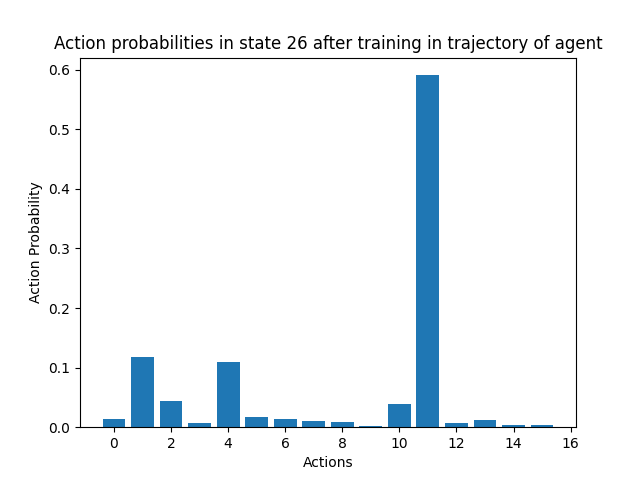 Action probabilities in state 26 after training in trajectory of agent
0.6
0.5
0.4
0.3
0.2
0.1
0.0
Action Probability
0 2 4 6 8 10 12 14 16
Actions